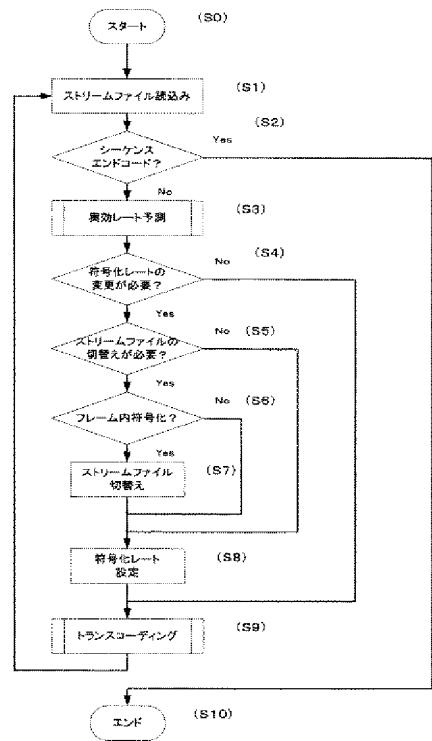 スタート
(S0)
ストリームファイル読込み
(S1)
シーケンス
エンドコード?
Yes
(S2)
No
実効レート予測
(S3)
符号化レートの
変更が必要?
No
(S4)
Yes
ストリームファイルの
切替えが必要?
No
(S5)
Yes
フレーム内符号化?
No
(S6)
Yes
ストリームファイル
切替え
(S7)
符号化レート
設定
(S8)
トランスコーディング
(S9)
エンド
(S10)